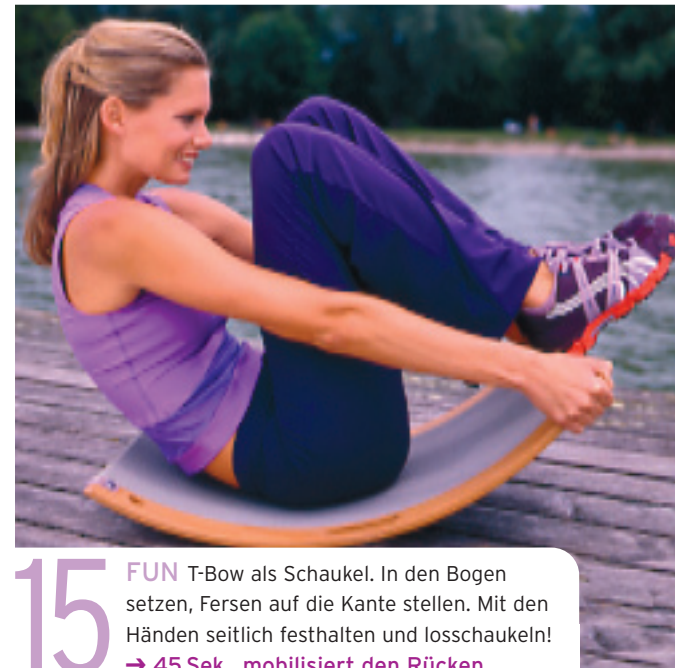 15
FUN T-Bow als Schaukel. In den Bogen
setzen, Fersen auf die Kante stellen. Mit den
Händen seitlich festhalten und losschaukeln!
→ 45 Sek., mobilisiert den Rücken